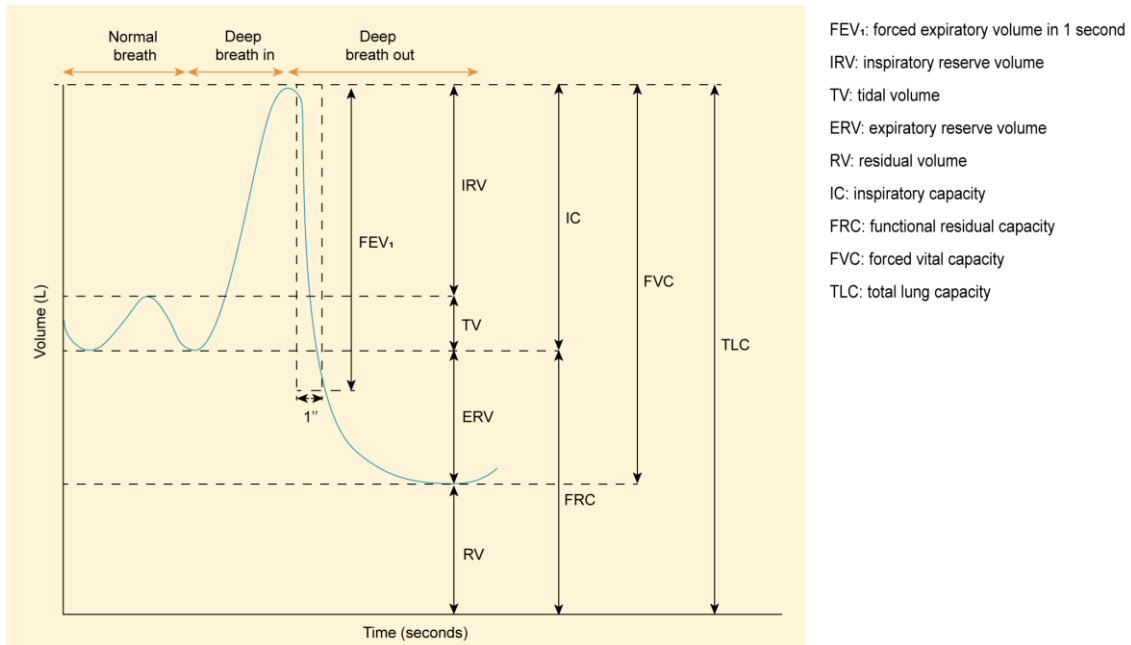 Normal
breath
Deep
breath in
Deep
breath out
FEV₁: forced expiratory volume in 1 second
IRV: inspiratory reserve volume
TV: tidal volume
ERV: expiratory reserve volume
RV: residual volume
IC: inspiratory capacity
FRC: functional residual capacity
FVC: forced vital capacity
TLC: total lung capacity
Volume (L)
IRV
IC
FEV₁
FVC
TV
TLC
1”
ERV
FRC
RV
Time (seconds)